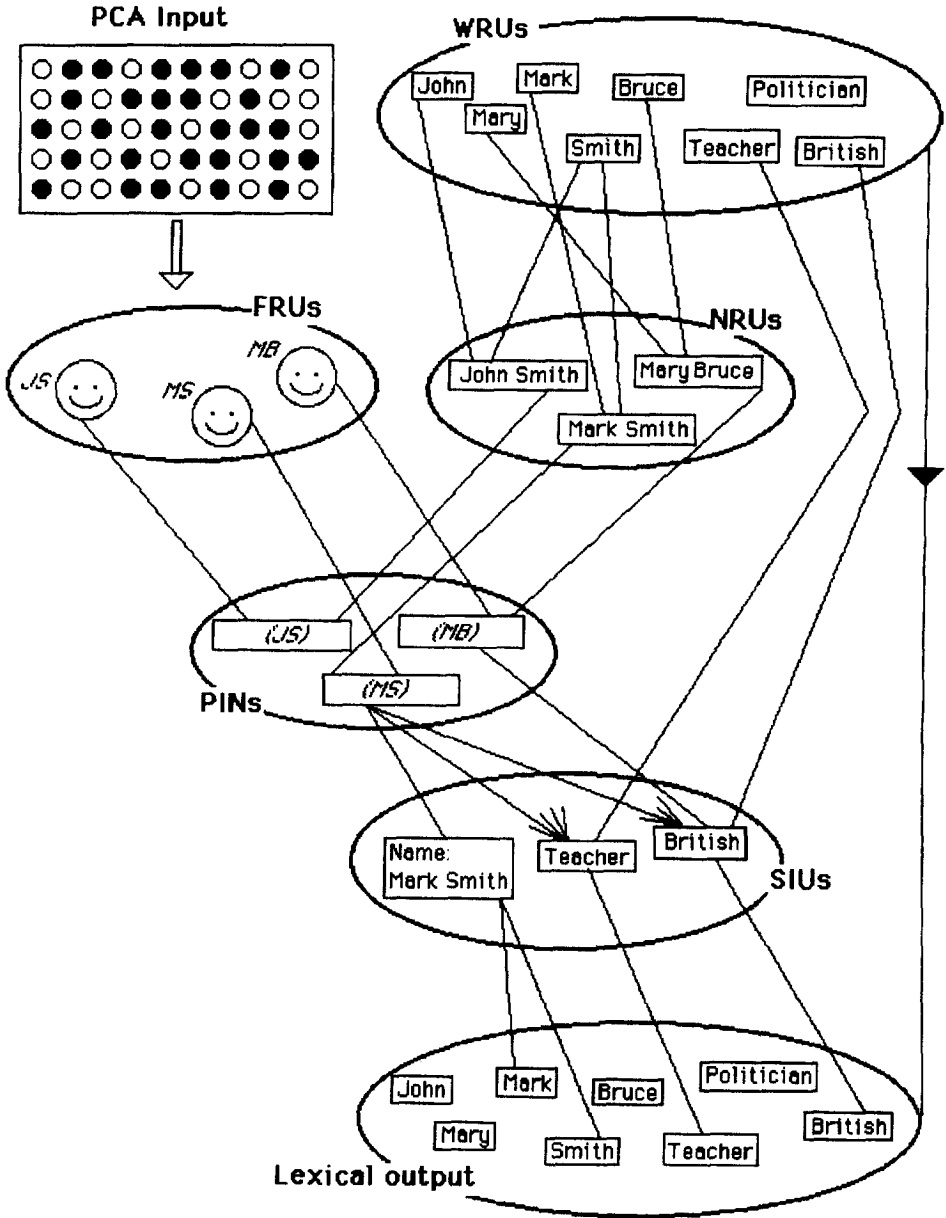 PCA Input
WRUs
John
Mark
Bruce
Politician
Mary
Smith
Teacher
British
FRUs
JS
MS
MB
NRUs
John Smith
Mary Bruce
Mark Smith
(JS)
(MB)
(MS)
PINs
Name:
Mark Smith
Teacher
British
SIUs
John
Mark
Bruce
Politician
Mary
Smith
Teacher
British
Lexical output